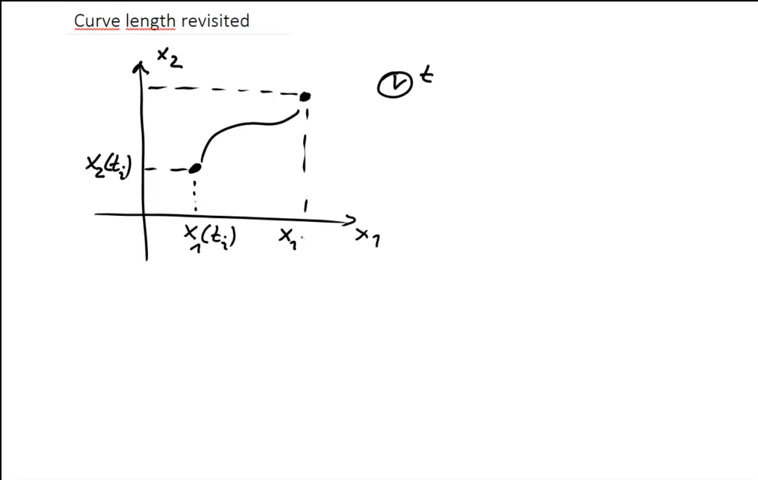 Curve length revisited
x₂
t
x₂(tᵢ)
x₁(tᵢ)
x₁
x₁